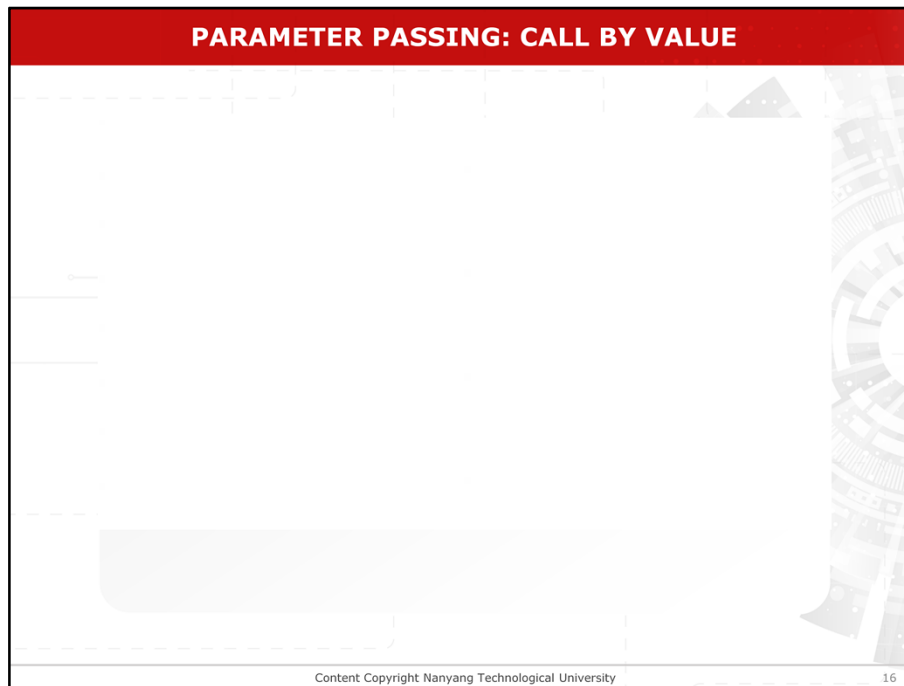 PARAMETER PASSING: CALL BY VALUE
Content Copyright Nanyang Technological University
16